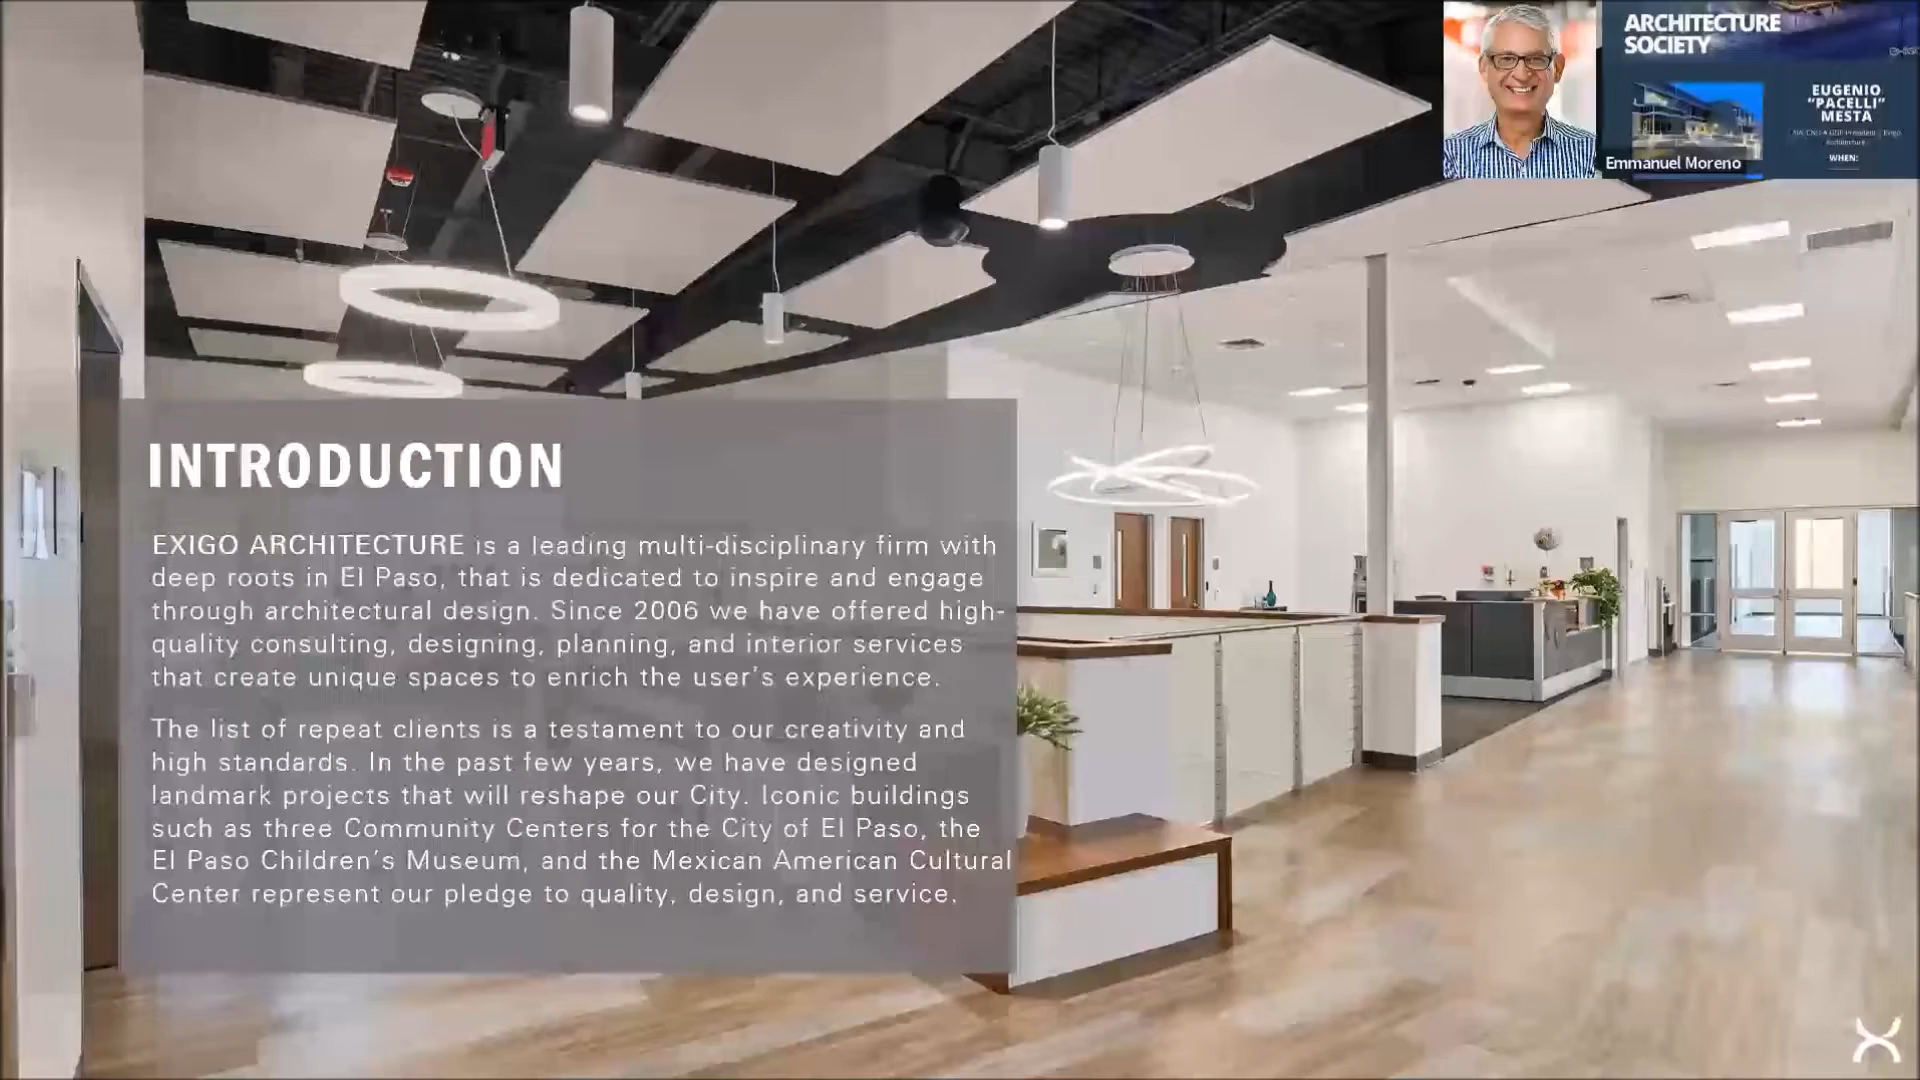 ARCHITECTURE
SOCIETY
EUGENIO
"PACELLI"
MESTA
WHEN:
Emmanuel Moreno
INTRODUCTION
EXIGO ARCHITECTURE is a leading multi-disciplinary firm with
deep roots in El Paso, that is dedicated to inspire and engage
through architectural design. Since 2006 we have offered high-
quality consulting, designing, planning, and interior services
that create unique spaces to enrich the user's experience.
The list of repeat clients is a testament to our creativity and
high standards. In the past few years, we have designed
landmark projects that will reshape our City. Iconic buildings
such as three Community Centers for the City of El Paso, the
El Paso Children's Museum, and the Mexican American Cultural
Center represent our pledge to quality, design, and service.